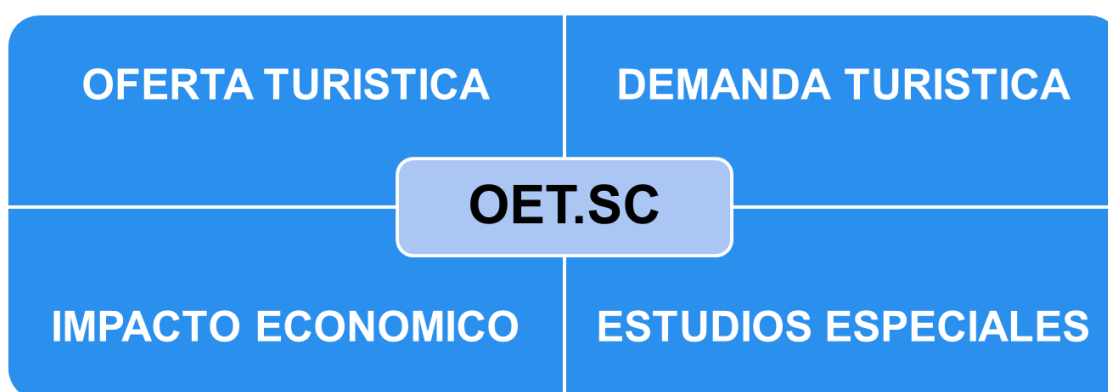 OFERTA TURISTICA
DEMANDA TURISTICA
OET.SC
IMPACTO ECONOMICO
ESTUDIOS ESPECIALES